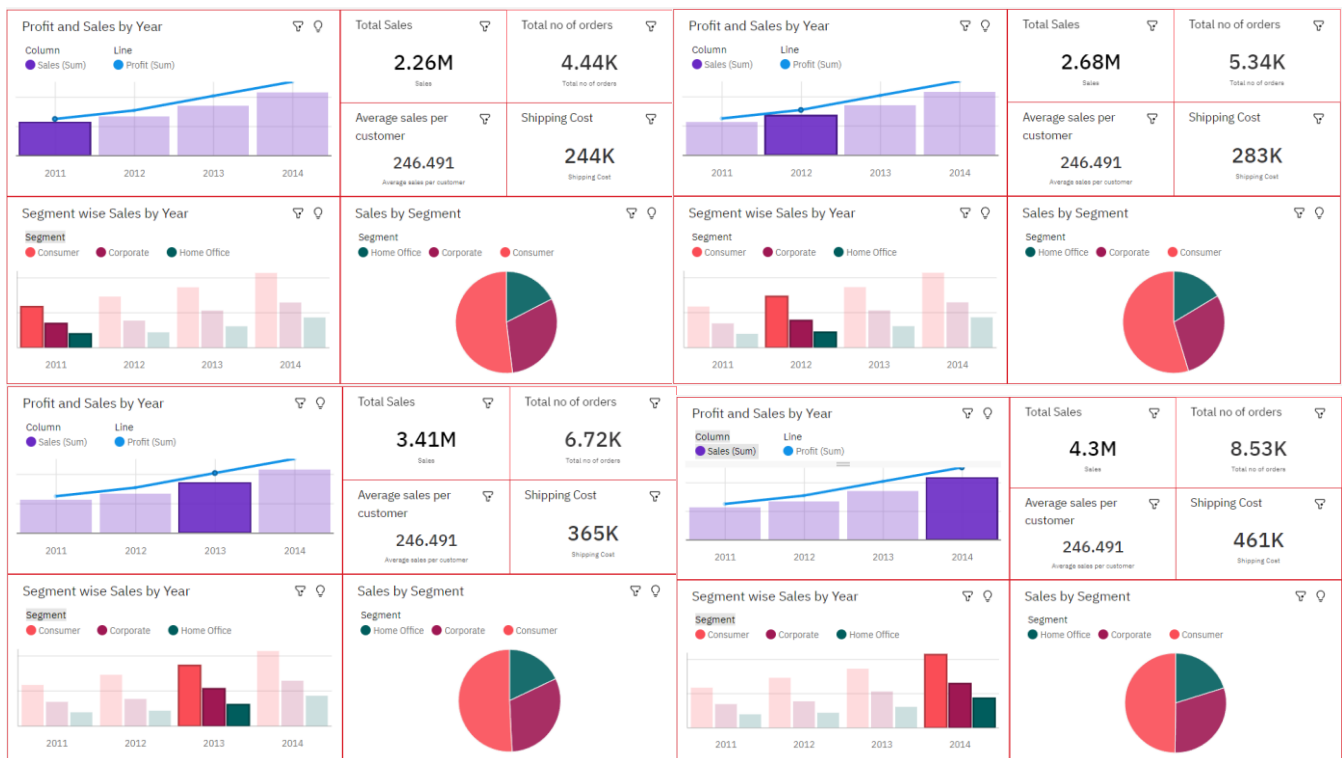 Profit and Sales by Year
Column Line
Sales (Sum) Profit (Sum)
2011 2012 2013 2014
Total Sales
2.26M
Sales
Total no of orders
4.44K
Total no of orders
Average sales per
customer
246.491
Average sales per customer
Shipping Cost
244K
Shipping Cost
Segment wise Sales by Year
Segment
Consumer Corporate Home Office
2011 2012 2013 2014
Sales by Segment
Segment
Home Office Corporate Consumer
Profit and Sales by Year
Column Line
Sales (Sum) Profit (Sum)
2011 2012 2013 2014
Total Sales
2.68M
Sales
Total no of orders
5.34K
Total no of orders
Average sales per
customer
246.491
Average sales per customer
Shipping Cost
283K
Shipping Cost
Segment wise Sales by Year
Segment
Consumer Corporate Home Office
2011 2012 2013 2014
Sales by Segment
Segment
Home Office Corporate Consumer
Profit and Sales by Year
Column Line
Sales (Sum) Profit (Sum)
2011 2012 2013 2014
Total Sales
3.41M
Sales
Total no of orders
6.72K
Total no of orders
Average sales per
customer
246.491
Average sales per customer
Shipping Cost
365K
Shipping Cost
Segment wise Sales by Year
Segment
Consumer Corporate Home Office
2011 2012 2013 2014
Sales by Segment
Segment
Home Office Corporate Consumer
Profit and Sales by Year
Column Line
Sales (Sum) Profit (Sum)
2011 2012 2013 2014
Total Sales
4.3M
Sales
Total no of orders
8.53K
Total no of orders
Average sales per
customer
246.491
Average sales per customer
Shipping Cost
461K
Shipping Cost
Segment wise Sales by Year
Segment
Consumer Corporate Home Office
2011 2012 2013 2014
Sales by Segment
Segment
Home Office Corporate Consumer